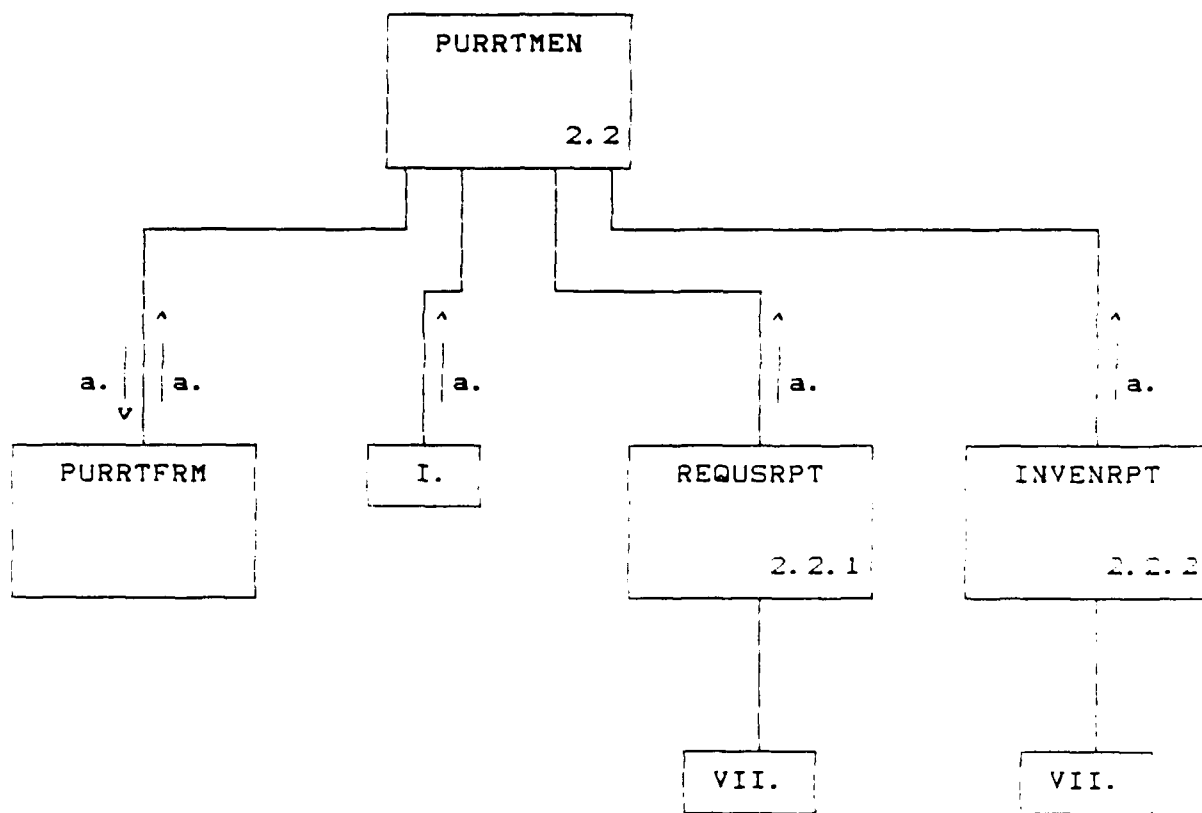 PURRTMEN
2.2
a. a. a. a. a.
PURRTFRM I. REQUSRPT INVENRPT
2.2.1 2.2.2
VII. VII.